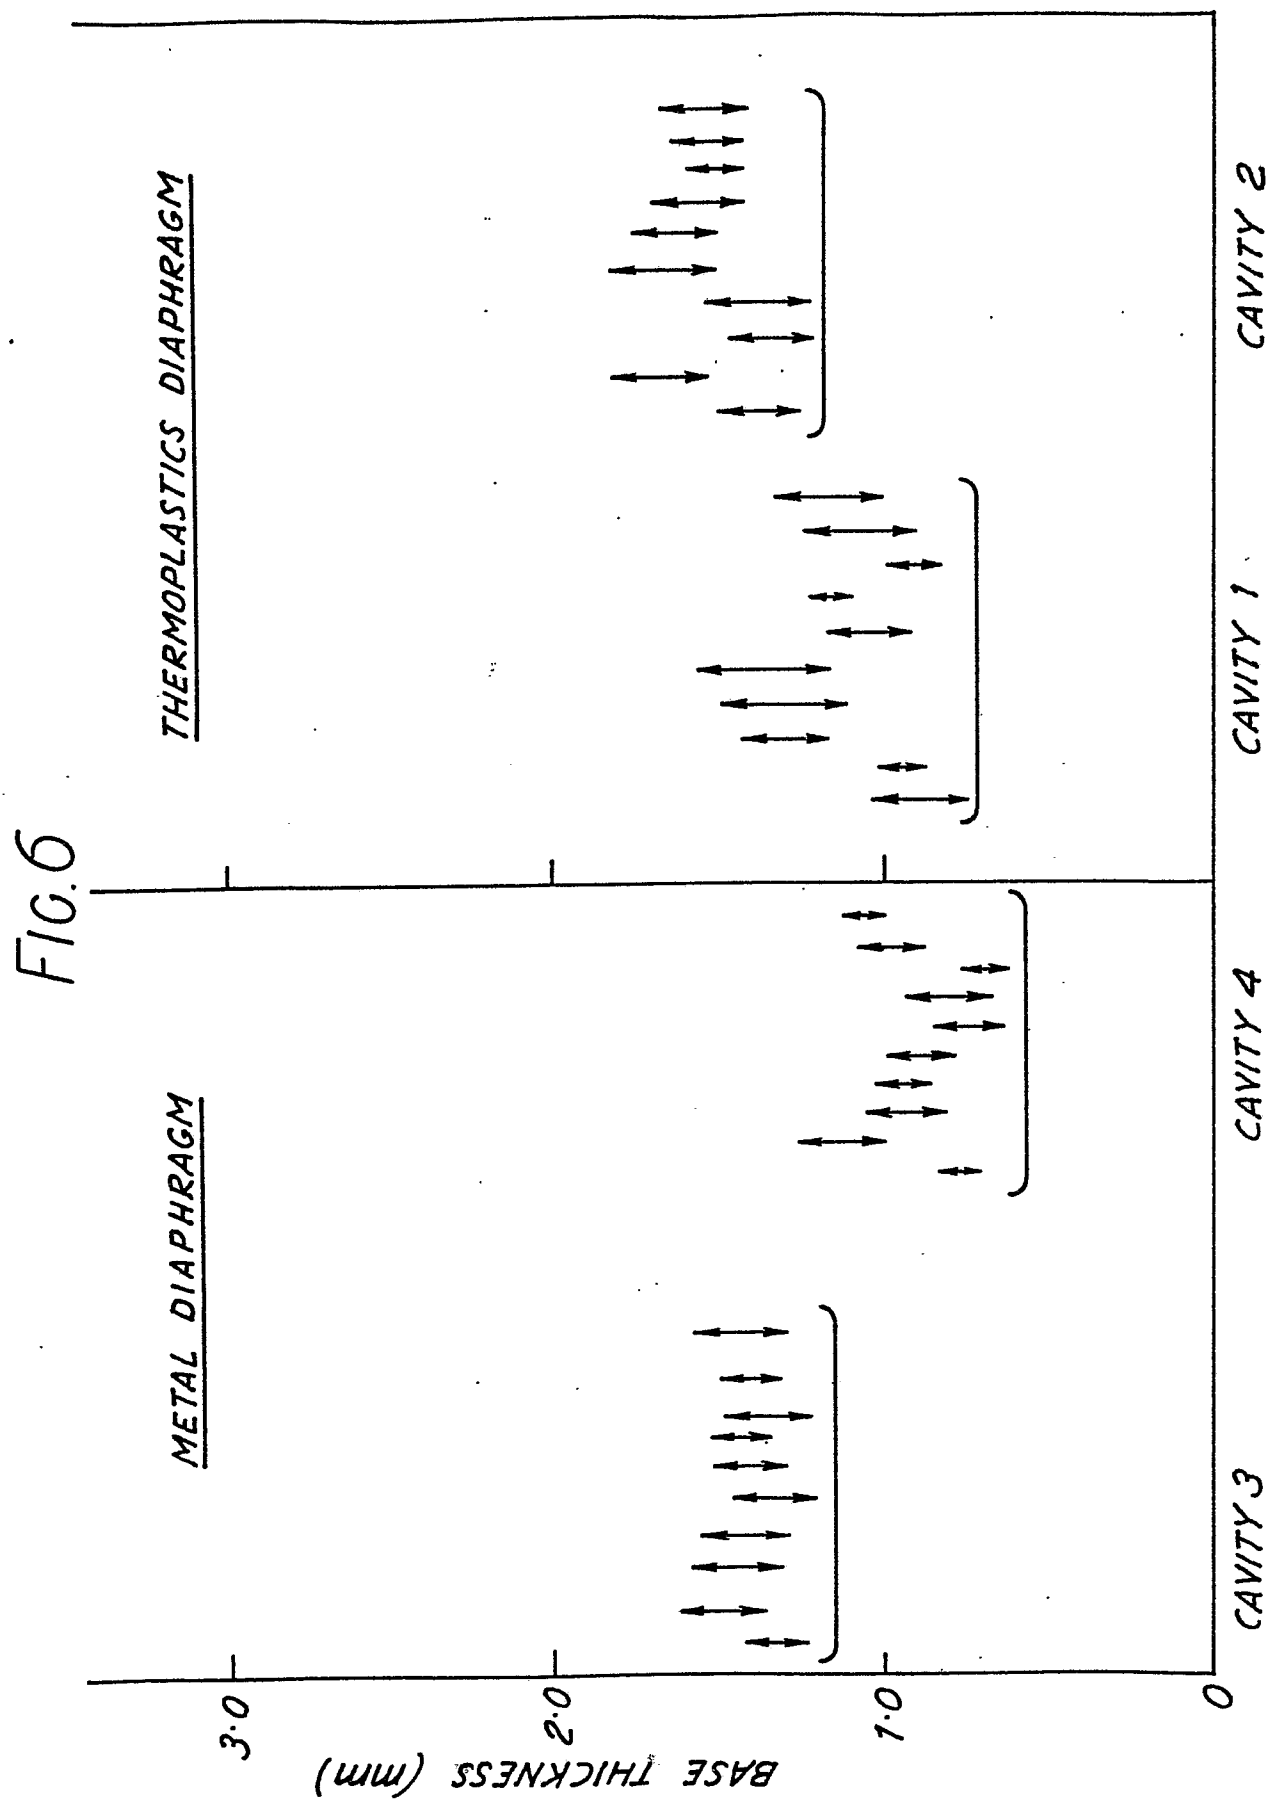 FIG.6
METAL DIAPHRAGM
THERMOPLASTICS DIAPHRAGM
BASE THICKNESS (mm)
3·0
2·0
1·0
0
CAVITY 3
CAVITY 4
CAVITY 1
CAVITY 2